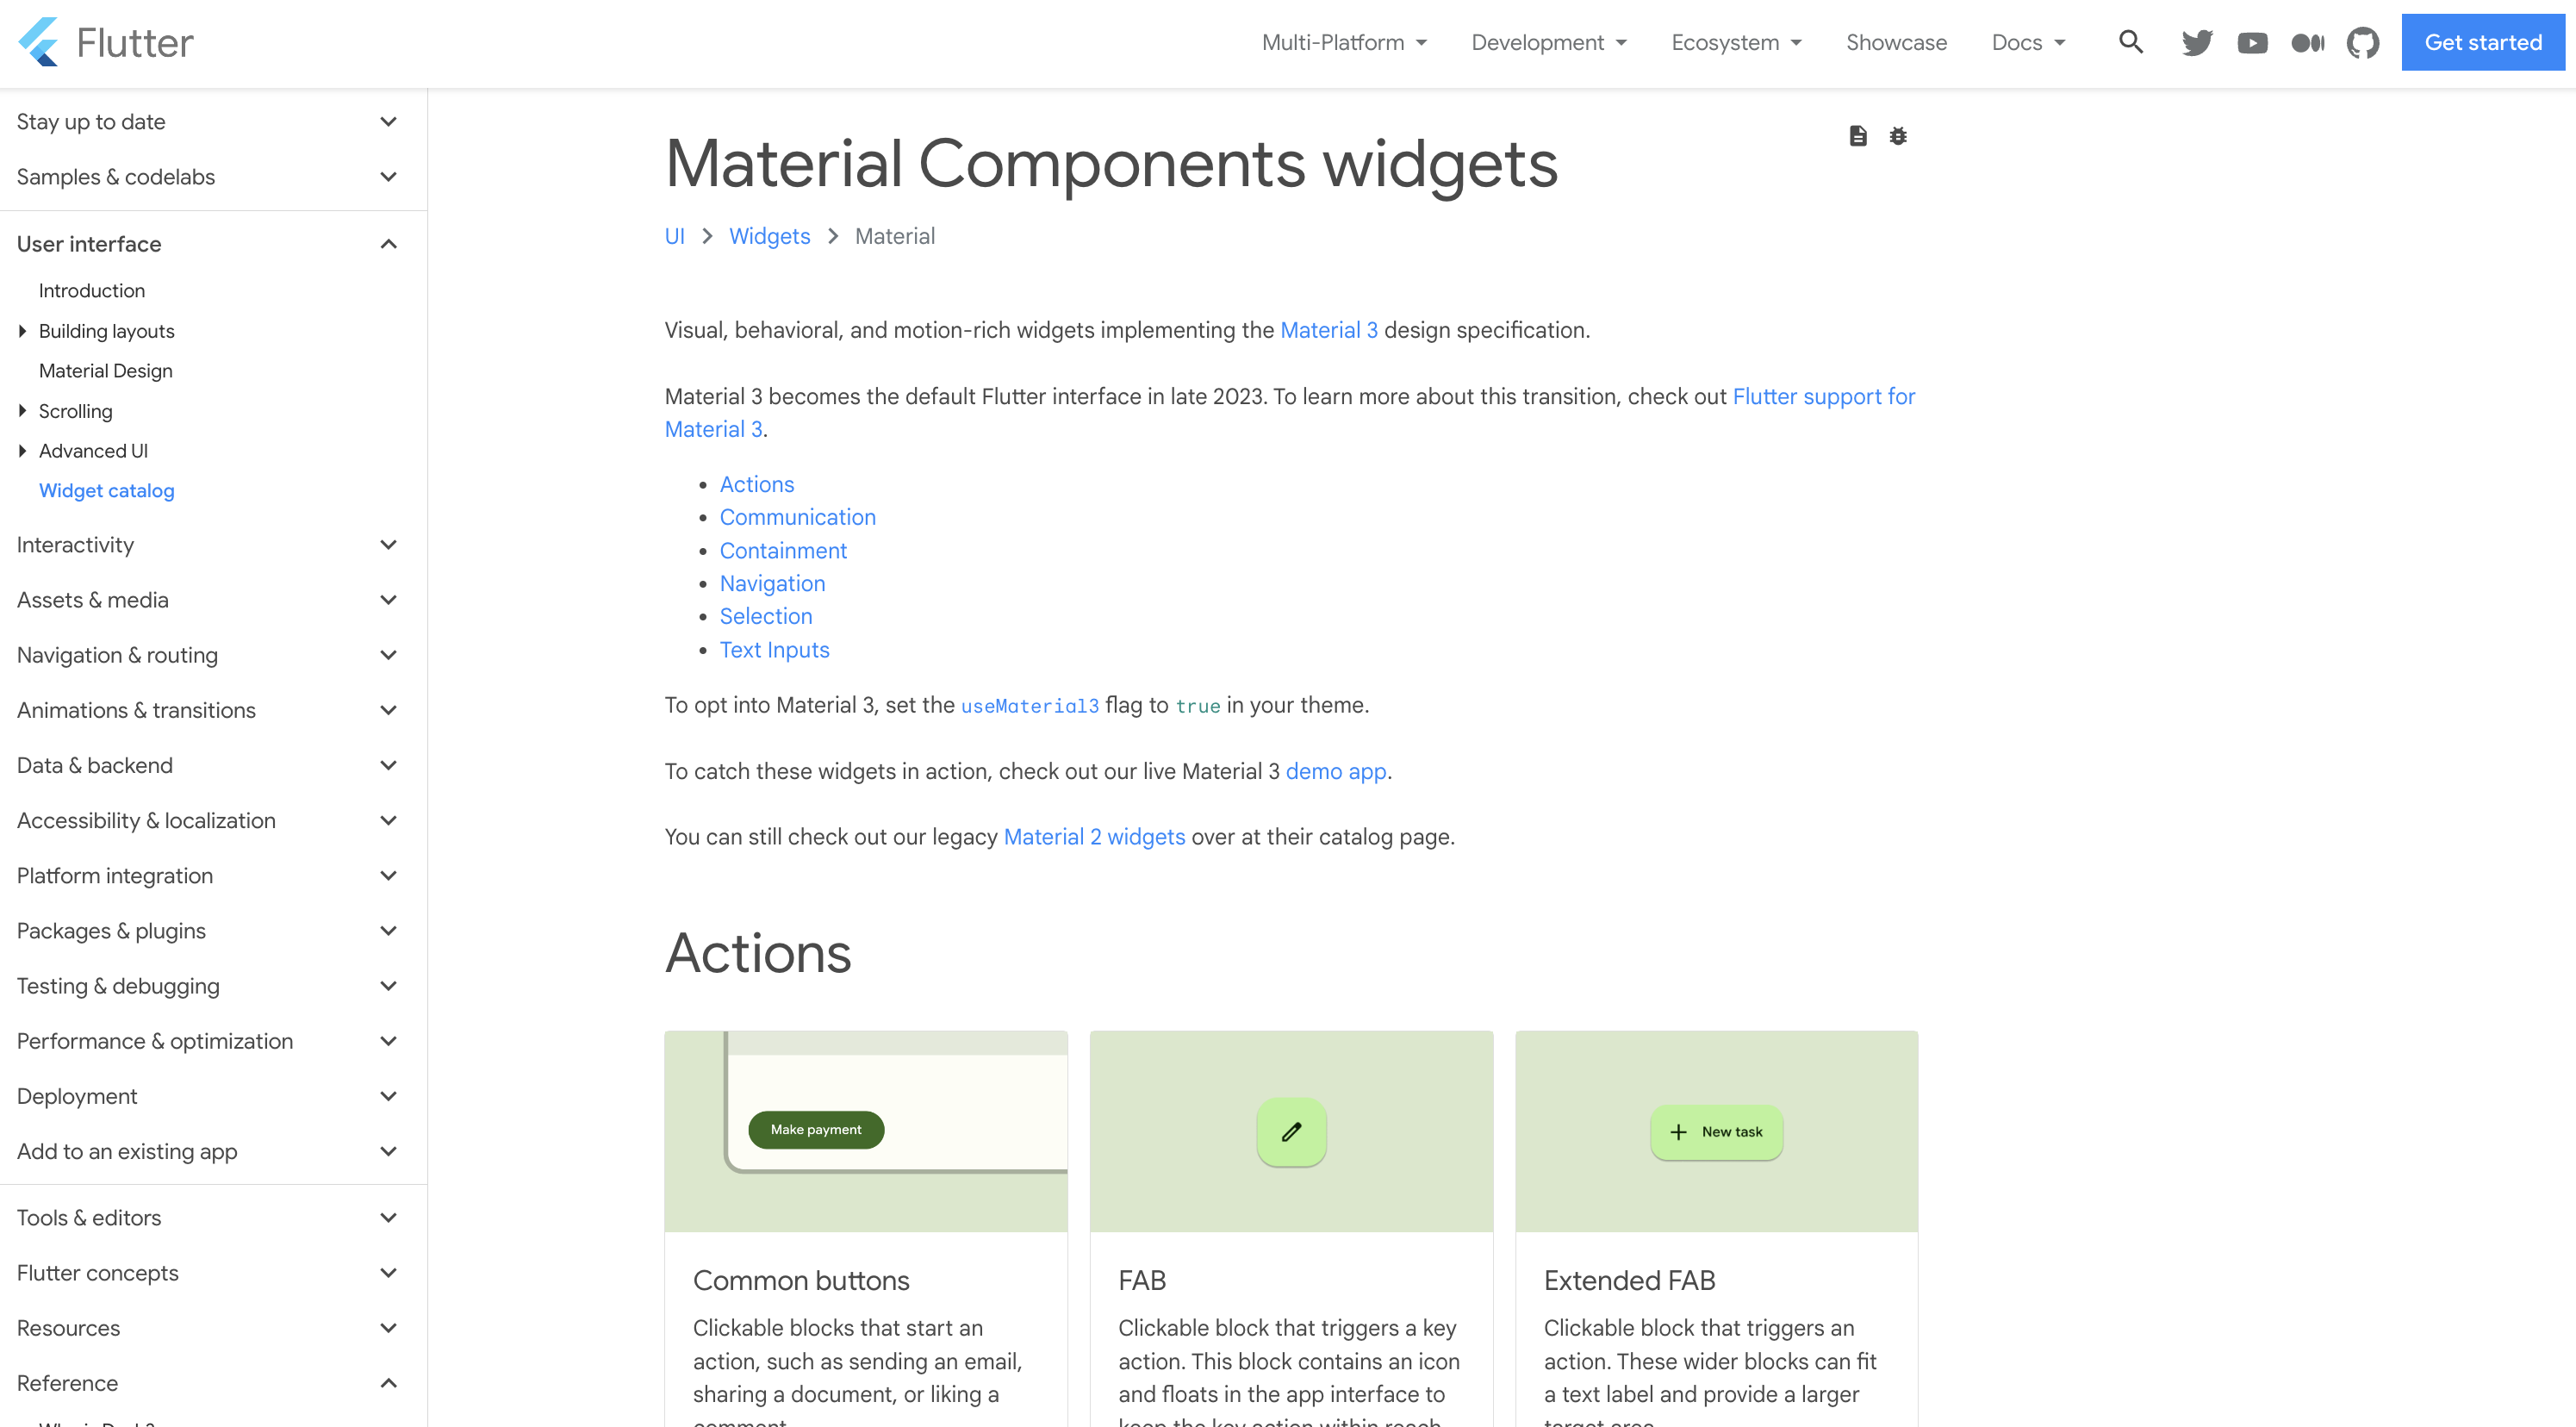 Flutter
Multi-Platform
Development
Ecosystem
Showcase
Docs
Get started
Stay up to date
Samples & codelabs
User interface
Introduction
Building layouts
Material Design
Scrolling
Advanced UI
Widget catalog
Interactivity
Assets & media
Navigation & routing
Animations & transitions
Data & backend
Accessibility & localization
Platform integration
Packages & plugins
Testing & debugging
Performance & optimization
Deployment
Add to an existing app
Tools & editors
Flutter concepts
Resources
Reference
Material Components widgets
UI > Widgets > Material
Visual, behavioral, and motion-rich widgets implementing the Material 3 design specification.
Material 3 becomes the default Flutter interface in late 2023. To learn more about this transition, check out Flutter support for
Material 3.
• Actions
• Communication
• Containment
• Navigation
• Selection
• Text Inputs
To opt into Material 3, set the useMaterial3 flag to true in your theme.
To catch these widgets in action, check out our live Material 3 demo app.
You can still check out our legacy Material 2 widgets over at their catalog page.
Actions
Make payment
Common buttons
Clickable blocks that start an
action, such as sending an email,
sharing a document, or liking a
comment.
New task
FAB
Clickable block that triggers a key
action. This block contains an icon
and floats in the app interface to
keep the key action within reach.
Extended FAB
Clickable block that triggers an
action. These wider blocks can fit
a text label and provide a larger
target area.